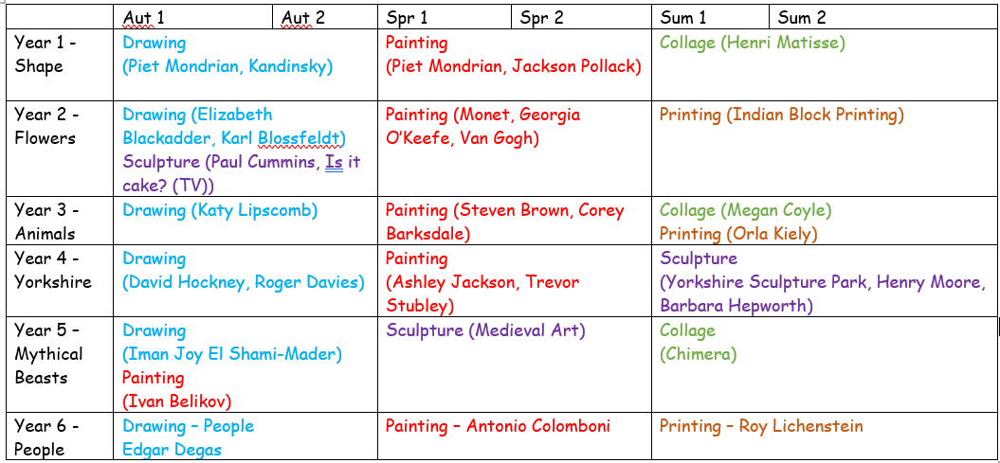 Aut 1 Aut 2 Spr 1 Spr 2 Sum 1 Sum 2
Year 1 -
Shape
Drawing
(Piet Mondrian, Kandinsky)
Painting
(Piet Mondrian, Jackson Pollack)
Collage (Henri Matisse)
Year 2 -
Flowers
Drawing (Elizabeth
Blackadder, Karl Blossfeldt)
Sculpture (Paul Cummins, Is it
cake? (TV))
Painting (Monet, Georgia
O'Keefe, Van Gogh)
Printing (Indian Block Printing)
Year 3 -
Animals
Drawing (Katy Lipscomb)
Painting (Steven Brown, Corey
Barksdale)
Collage (Megan Coyle)
Printing (Orla Kiely)
Year 4 -
Yorkshire
Drawing
(David Hockney, Roger Davies)
Painting
(Ashley Jackson, Trevor
Stubley)
Sculpture
(Yorkshire Sculpture Park, Henry Moore,
Barbara Hepworth)
Year 5 –
Mythical
Beasts
Drawing
(Iman Joy El Shami-Mader)
Painting
(Ivan Belikov)
Sculpture (Medieval Art)
Collage
(Chimera)
Year 6 -
People
Drawing – People
Edgar Degas
Painting – Antonio Colomboni
Printing – Roy Lichenstein